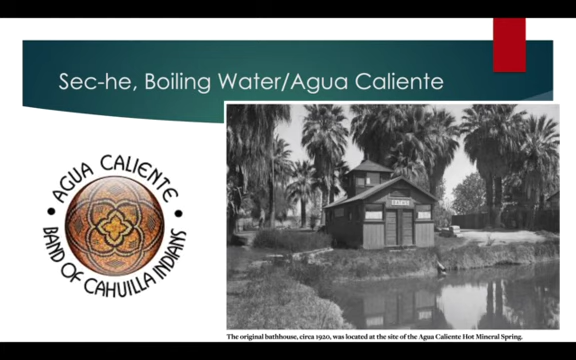 Sec-he, Boiling Water/Agua Caliente
AGUA CALIENTE
BAND OF CAHUILLA INDIANS
BATHS
The original bathhouse, circa 1920, was located at the site of the Agua Caliente Hot Mineral Spring.